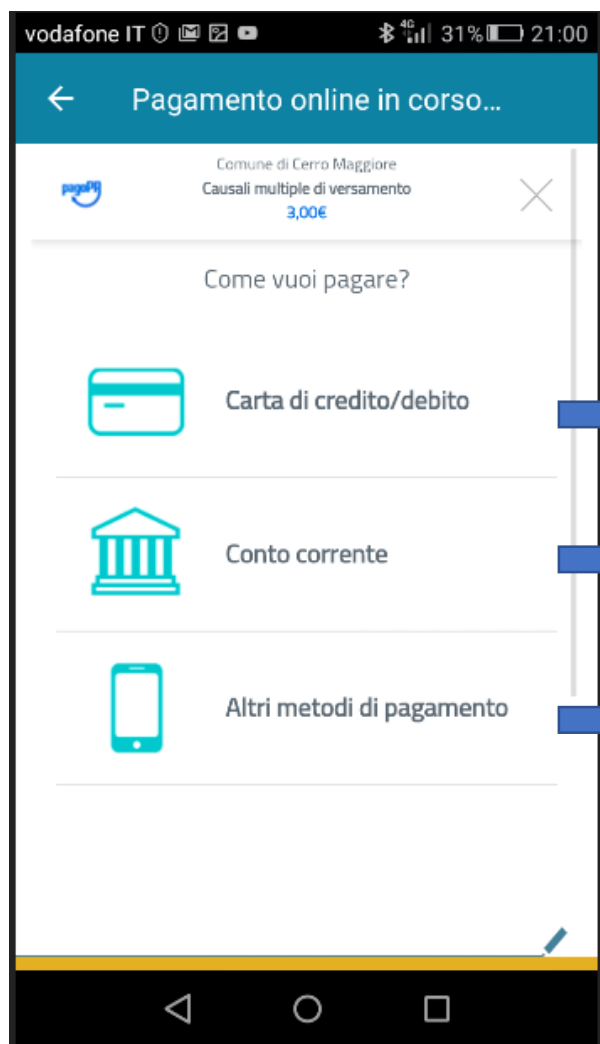 vodafone IT 4G 31% 21:00
Pagamento online in corso...
Comune di Cerro Maggiore
pagoPA Causali multiple di versamento
3,00€
Come vuoi pagare?
Carta di credito/debito
Conto corrente
Altri metodi di pagamento